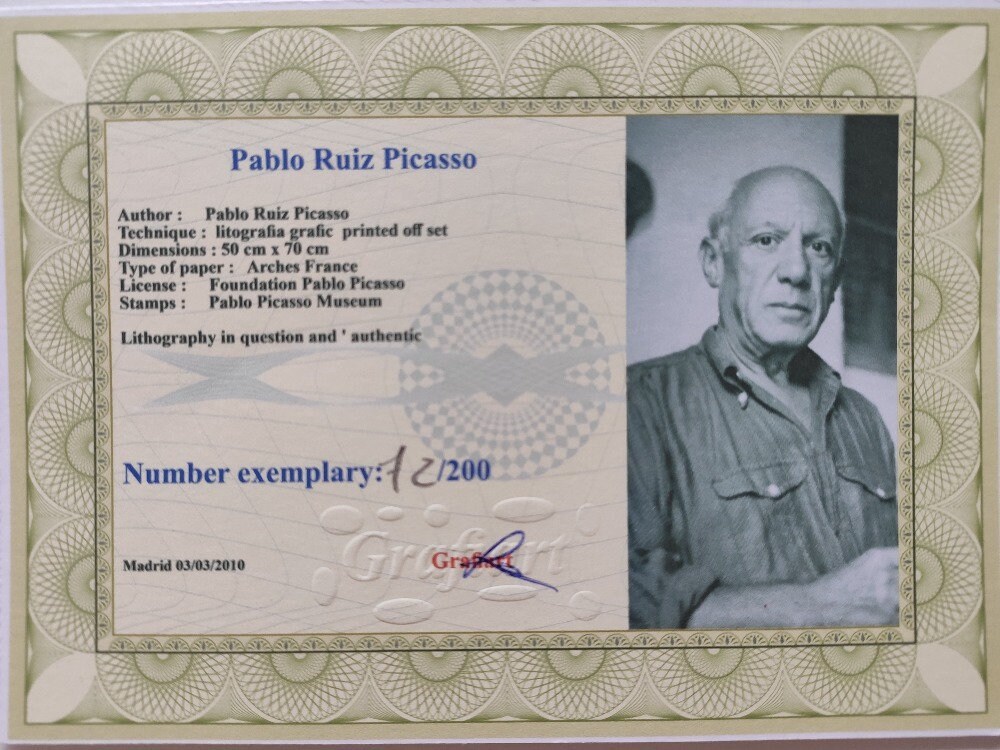 Pablo Ruiz Picasso
Author : Pablo Ruiz Picasso
Technique : litografia grafic printed off set
Dimensions : 50 cm x 70 cm
Type of paper : Arches France
License : Foundation Pablo Picasso
Stamps : Pablo Picasso Museum
Lithography in question and ' authentic
Number exemplary: 12/200
Grafiart
Madrid 03/03/2010
Grafiart